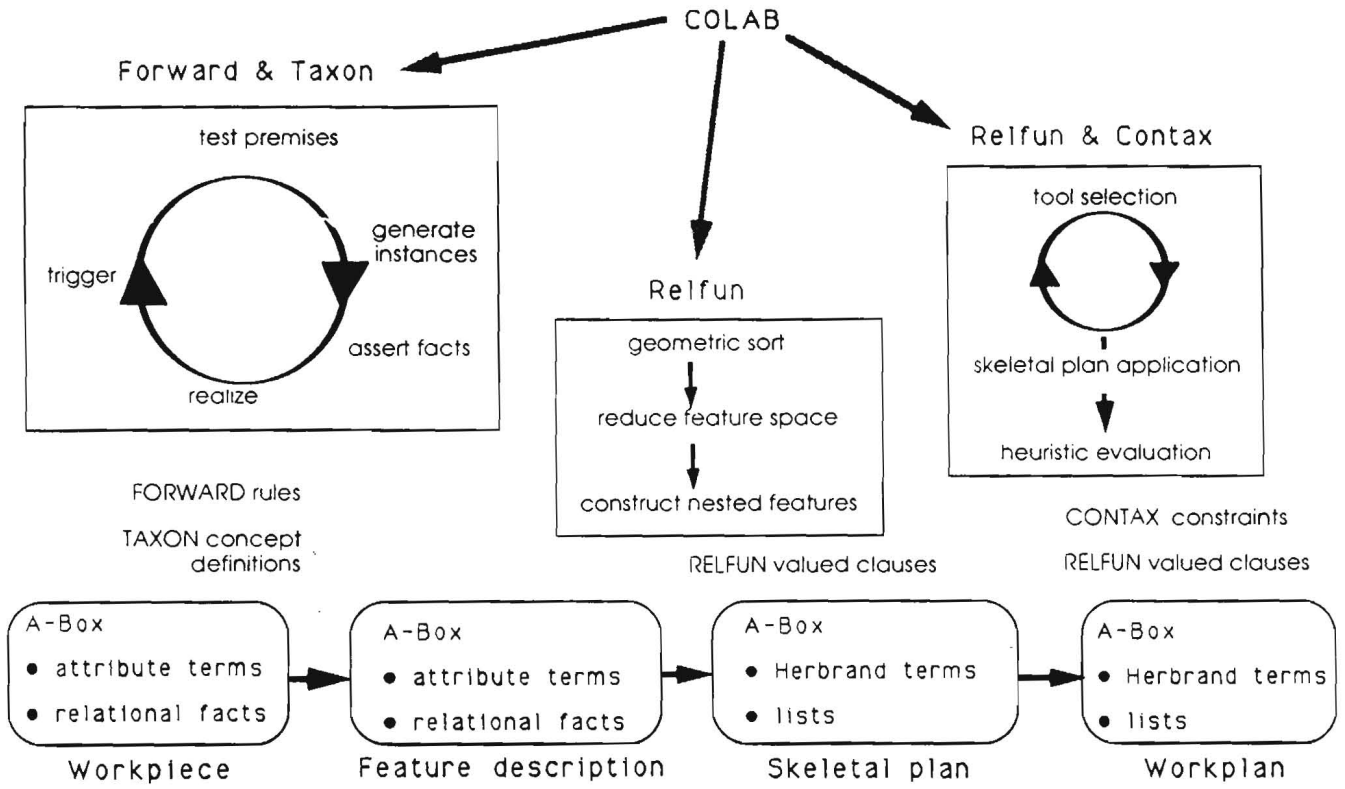 COLAB
Forward & Taxon
test premises
generate
instances
trigger
assert facts
realize
Relfun
geometric sort
reduce feature space
construct nested features
Relfun & Contax
tool selection
skeletal plan application
heuristic evaluation
FORWARD rules
TAXON concept
definitions
RELFUN valued clauses
CONTAX constraints
RELFUN valued clauses
A-Box
• attribute terms
• relational facts
Workpiece
A-Box
• attribute terms
• relational facts
Feature description
A-Box
• Herbrand terms
• lists
Skeletal plan
A-Box
• Herbrand terms
• lists
Workplan